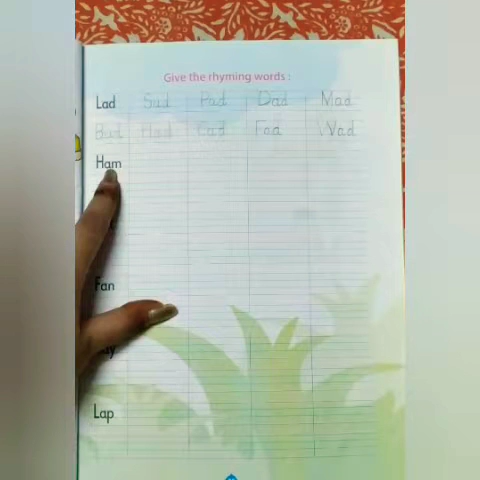 Give the rhyming words :
Lad Sad Pad Dad Mad
Bad Had Cad Fad Wad
Ham
Fan
Lap